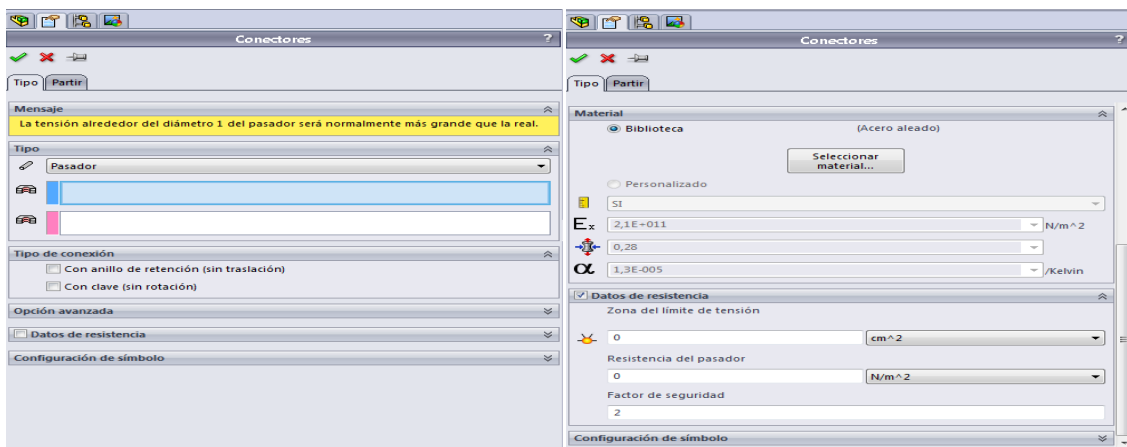 Conectores ?
Tipo Partir
Mensaje
La tensión alrededor del diámetro 1 del pasador será normalmente más grande que la real.
Tipo
Pasador
Tipo de conexión
Con anillo de retención (sin traslación)
Con clave (sin rotación)
Opción avanzada
Datos de resistencia
Configuración de símbolo
Conectores ?
Tipo Partir
Material
Biblioteca (Acero aleado)
Seleccionar
material...
Personalizado
SI
Ex 2,1E+011 N/m^2
0,28
α 1,3E-005 /Kelvin
Datos de resistencia
Zona del límite de tensión
0 cm^2
Resistencia del pasador
0 N/m^2
Factor de seguridad
2
Configuración de símbolo